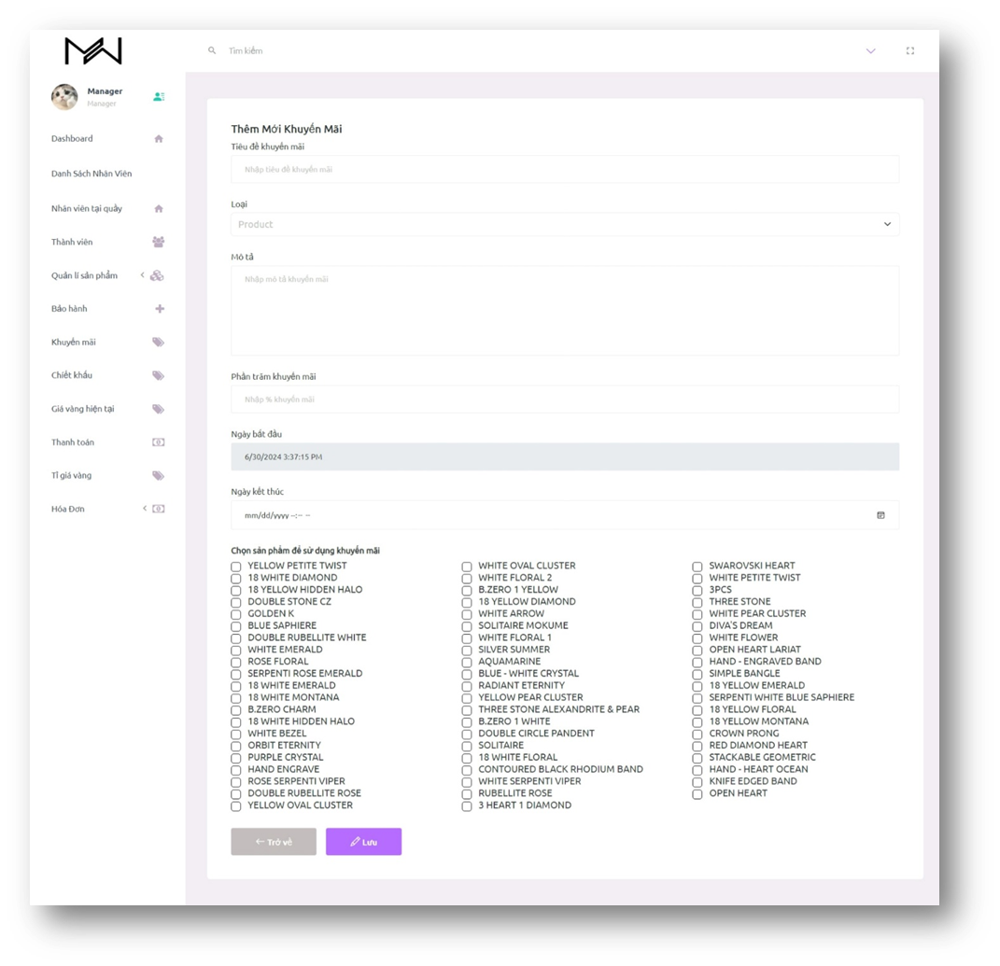 MW
Tìm kiếm
Manager
Manager
Dashboard
Danh Sách Nhân Viên
Nhân viên tại quầy
Thành viên
Quản lí sản phẩm
Bảo hành
Khuyến mãi
Chiết khấu
Giá vàng hiện tại
Thanh toán
Tỉ giá vàng
Hóa Đơn
Thêm Mới Khuyến Mãi
Tiêu đề khuyến mãi
Nhập tiêu đề khuyến mãi
Loại
Product
Mô tả
Nhập mô tả khuyến mãi
Phần trăm khuyến mãi
Nhập % khuyến mãi
Ngày bắt đầu
6/30/2024 3:37:15 PM
Ngày kết thúc
mm/dd/yyyy --:-- --
Chọn sản phẩm để sử dụng khuyến mãi
YELLOW PETITE TWIST
18 WHITE DIAMOND
18 YELLOW HIDDEN HALO
DOUBLE STONE CZ
GOLDEN K
BLUE SAPHIERE
DOUBLE RUBELLITE WHITE
WHITE EMERALD
ROSE FLORAL
SERPENTI ROSE EMERALD
18 WHITE EMERALD
18 WHITE MONTANA
B.ZERO CHARM
18 WHITE HIDDEN HALO
WHITE BEZEL
ORBIT ETERNITY
PURPLE CRYSTAL
HAND ENGRAVE
ROSE SERPENTI VIPER
DOUBLE RUBELLITE ROSE
YELLOW OVAL CLUSTER
WHITE OVAL CLUSTER
WHITE FLORAL 2
B.ZERO 1 YELLOW
18 YELLOW DIAMOND
WHITE ARROW
SOLITAIRE MOKUME
WHITE FLORAL 1
SILVER SUMMER
AQUAMARINE
BLUE - WHITE CRYSTAL
RADIANT ETERNITY
YELLOW PEAR CLUSTER
THREE STONE ALEXANDRITE & PEAR
B.ZERO 1 WHITE
DOUBLE CIRCLE PANDENT
SOLITAIRE
18 WHITE FLORAL
CONTOURED BLACK RHODIUM BAND
WHITE SERPENTI VIPER
RUBELLITE ROSE
3 HEART 1 DIAMOND
SWAROVSKI HEART
WHITE PETITE TWIST
3PCS
THREE STONE
WHITE PEAR CLUSTER
DIVA'S DREAM
WHITE FLOWER
OPEN HEART LARIAT
HAND - ENGRAVED BAND
SIMPLE BANGLE
18 YELLOW EMERALD
SERPENTI WHITE BLUE SAPHIERE
18 YELLOW FLORAL
18 YELLOW MONTANA
CROWN PRONG
RED DIAMOND HEART
STACKABLE GEOMETRIC
HAND - HEART OCEAN
KNIFE EDGED BAND
OPEN HEART
Trở về
Lưu